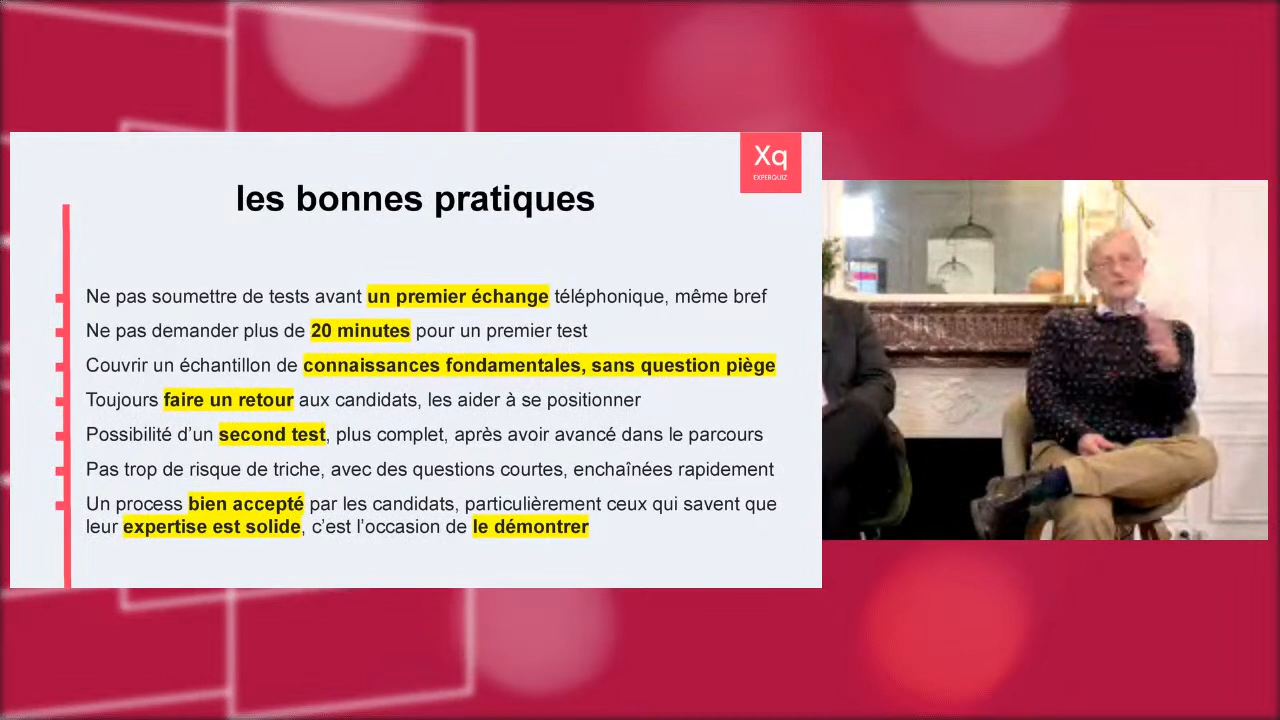 Xq
EXPERQUIZ
les bonnes pratiques
Ne pas soumettre de tests avant un premier échange téléphonique, même bref
Ne pas demander plus de 20 minutes pour un premier test
Couvrir un échantillon de connaissances fondamentales, sans question piège
Toujours faire un retour aux candidats, les aider à se positionner
Possibilité d’un second test, plus complet, après avoir avancé dans le parcours
Pas trop de risque de triche, avec des questions courtes, enchaînées rapidement
Un process bien accepté par les candidats, particulièrement ceux qui savent que
leur expertise est solide, c’est l’occasion de le démontrer